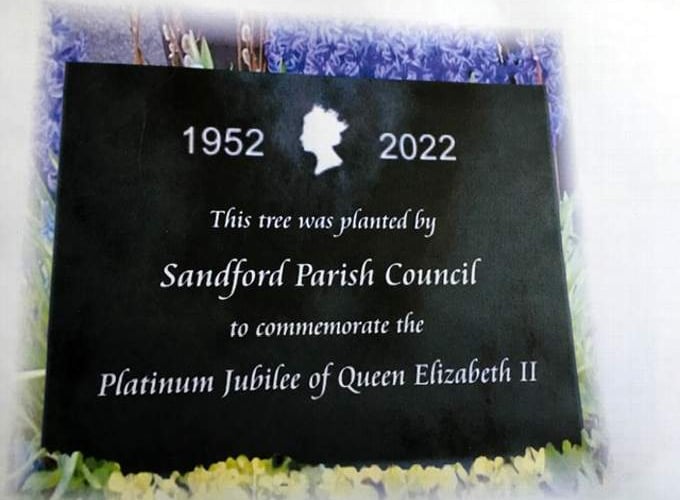 1952 2022
This tree was planted by
Sandford Parish Council
to commemorate the
Platinum Jubilee of Queen Elizabeth II